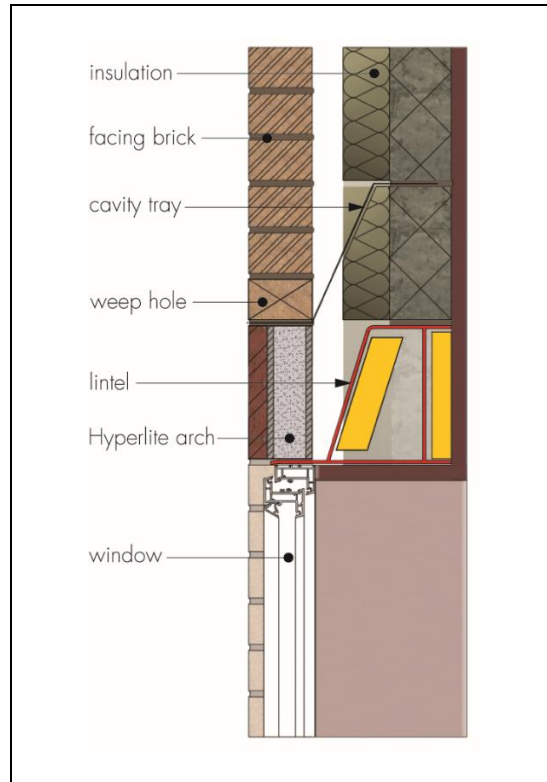 insulation
facing brick
cavity tray
weep hole
lintel
Hyperlite arch
window